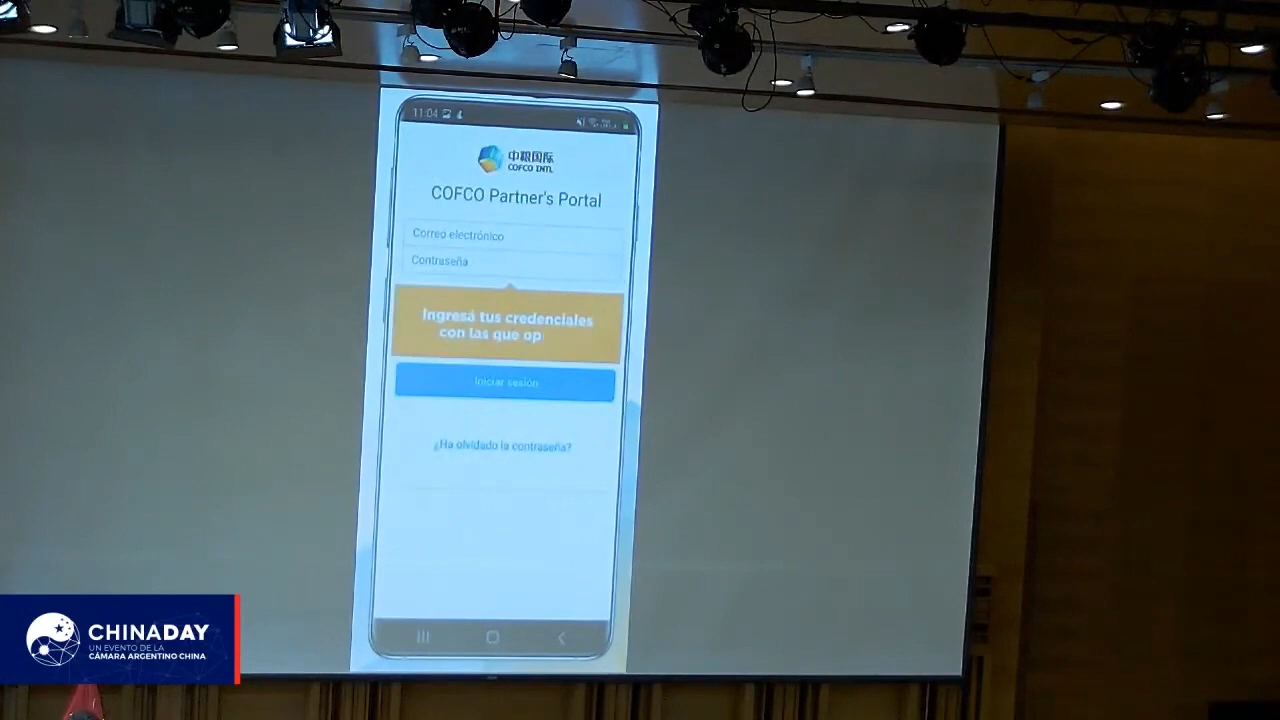 11:04
中粮国际
COFCO INTL
COFCO Partner's Portal
Correo electrónico
Contraseña
Ingresá tus credenciales
con las que op
Iniciar sesión
¿Ha olvidado la contraseña?
CHINADAY
UN EVENTO DE LA
CÁMARA ARGENTINO CHINA